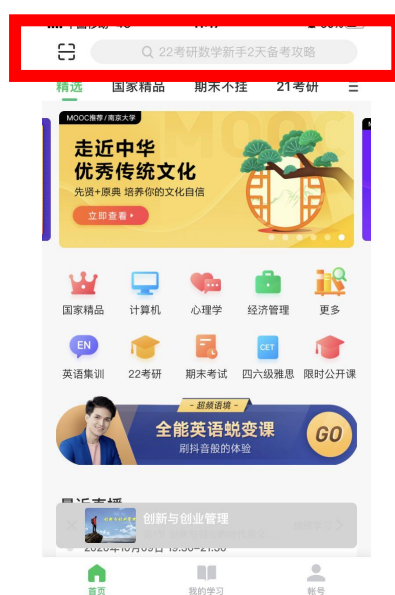 22考研数学新手2天备考攻略
精选 国家精品 期末不挂 21考研
MOOC推荐/南京大学
MOOC
走近中华
优秀传统文化
先贤+原典 培养你的文化自信
立即查看
国家精品 计算机 心理学 经济管理 更多
EN
CET
英语集训 22考研 期末考试 四六级雅思 限时公开课
- 超频语境 -
全能英语蜕变课
GO
刷抖音般的体验
最近直播
创新与创业管理
2020年10月09日 19:30-21:30
首页 我的学习 帐号